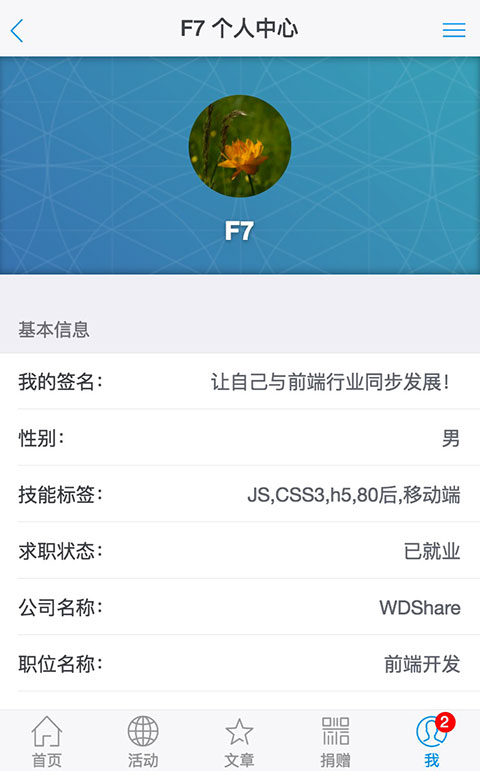 F7 个人中心
F7
基本信息
我的签名： 让自己与前端行业同步发展！
性别： 男
技能标签： JS,CSS3,h5,80后,移动端
求职状态： 已就业
公司名称： WDShare
职位名称： 前端开发
2
首页 活动 文章 捐赠 我